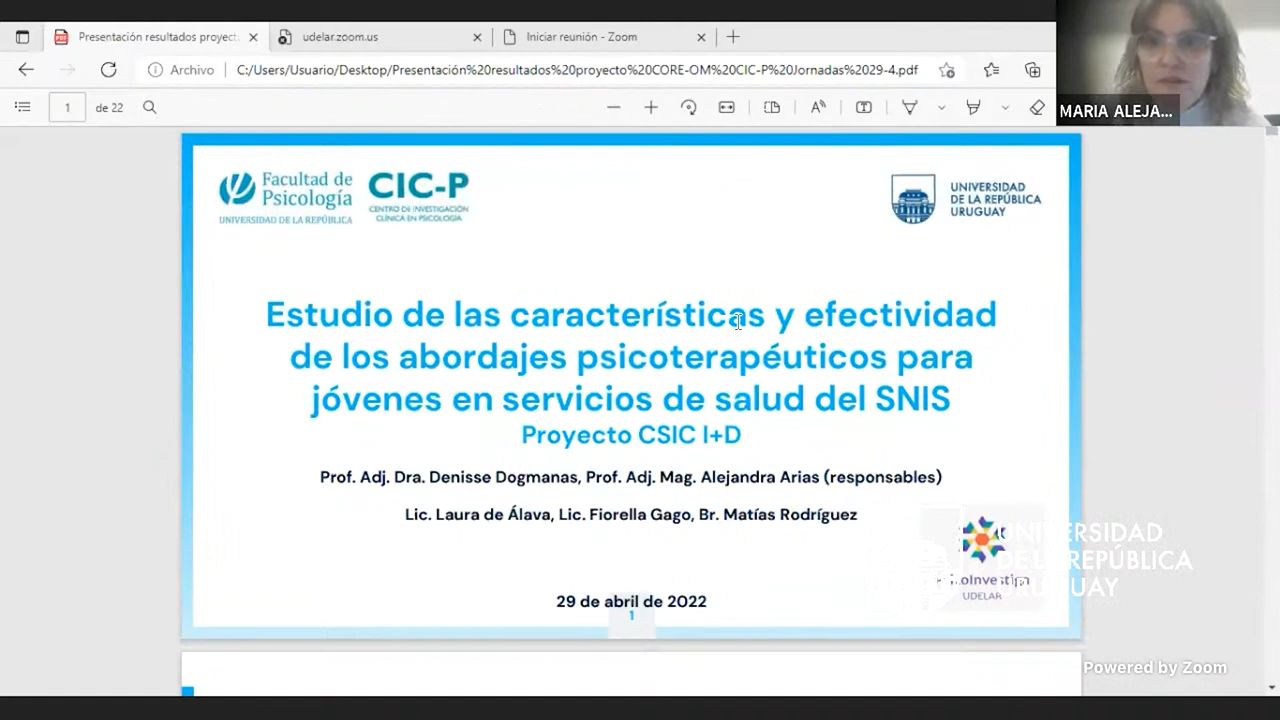 Presentación resultados proyect
udelar.zoom.us
Iniciar reunión - Zoom
Archivo
C:/Users/Usuario/Desktop/Presentación%20resultados%20proyecto%20CORE-OM%20CIC-P%20Jornadas%2029-4.pdf
1
de 22
MARIA ALEJA...
Facultad de
Psicología
UNIVERSIDAD DE LA REPÚBLICA
CIC-P
CENTRO DE INVESTIGACIÓN
CLÍNICA EN PSICOLOGÍA
UNIVERSIDAD
DE LA REPÚBLICA
URUGUAY
Estudio de las características y efectividad
de los abordajes psicoterapéuticos para
jóvenes en servicios de salud del SNIS
Proyecto CSIC I+D
Prof. Adj. Dra. Denisse Dogmanas, Prof. Adj. Mag. Alejandra Arias (responsables)
Lic. Laura de Álava, Lic. Fiorella Gago, Br. Matías Rodríguez
29 de abril de 2022
1
UDELAR
UNIVERSIDAD
DE LA REPÚBLICA
URUGUAY
Powered by Zoom